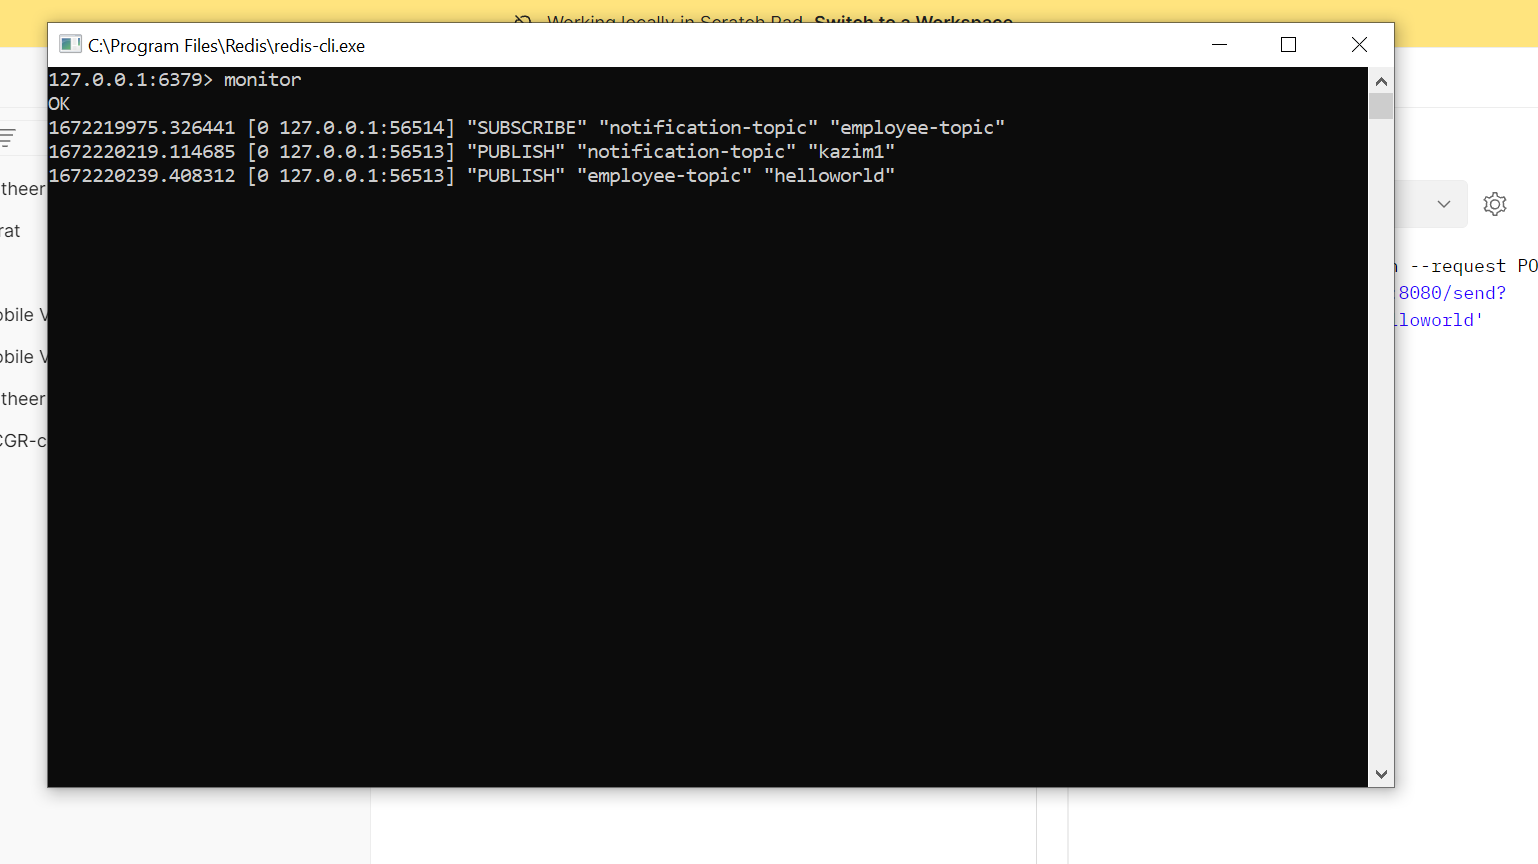 Working locally in Scratch Pad. Switch to a Workspace
C:\Program Files\Redis\redis-cli.exe
127.0.0.1:6379> monitor
OK
1672219975.326441 [0 127.0.0.1:56514] "SUBSCRIBE" "notification-topic" "employee-topic"
1672220219.114685 [0 127.0.0.1:56513] "PUBLISH" "notification-topic" "kazim1"
1672220239.408312 [0 127.0.0.1:56513] "PUBLISH" "employee-topic" "helloworld"
theer
rat
obile V
obile V
theer
CGR-c
--request PO
:8080/send?
lloworld'